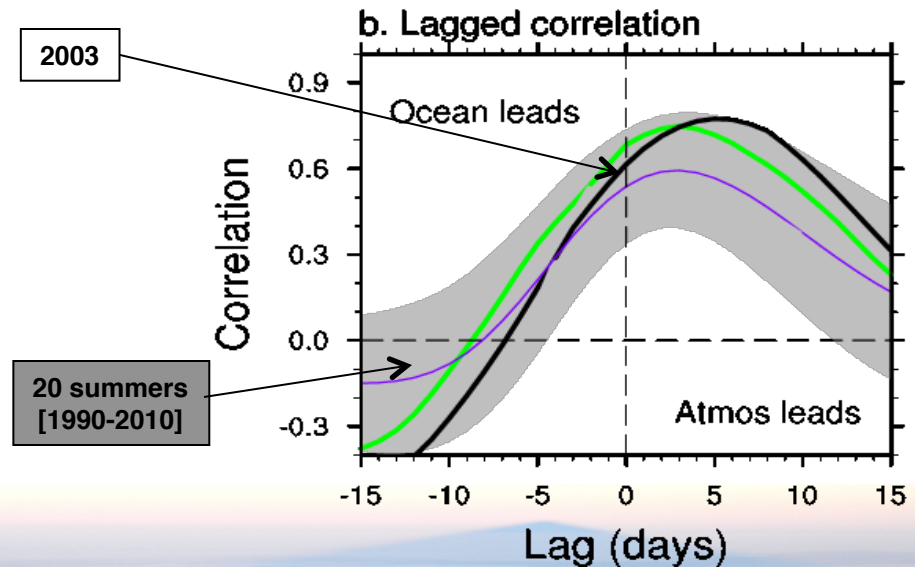 b. Lagged correlation
2003
Ocean leads
Atmos leads
20 summers
[1990-2010]
Correlation
0.9
0.6
0.3
0.0
-0.3
-15 -10 -5 0 5 10 15
Lag (days)